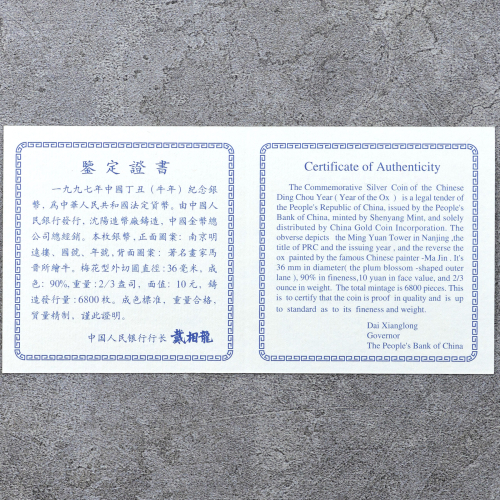 鑒定證書
一九九七年中國丁丑（牛年）紀念銀
幣，爲中華人民共和國法定貨幣。由中國人
民銀行發行，沈陽造幣廠鑄造，中國金幣總
公司總經銷。本枚銀幣，正面圖案：南京明
遠樓、國號、年號，背面圖案：著名畫家馬
晋所繪牛。梅花型外切圓直徑：36毫米，成
色：90%，重量：2/3盎司，面值：10元，鑄
造發行量：6800枚。成色標准，重量合格，
質量精制，謹此證明。
中國人民銀行行長 戴相龍
Certificate of Authenticity
The Commemorative Silver Coin of the Chinese
Ding Chou Year ( Year of the Ox ) is a legal tender of
the People's Republic of China, issued by the People's
Bank of China, minted by Shenyang Mint, and solely
distributed by China Gold Coin Incorporation. The
obverse depicts the Ming Yuan Tower in Nanjing ,the
title of PRC and the issuing year , and the reverse the
ox painted by the famous Chinese painter -Ma Jin . It's
36 mm in diameter( the plum blossom -shaped outer
lane ), 90% in fineness,10 yuan in face value, and 2/3
ounce in weight. The total mintage is 6800 pieces. This
is to certify that the coin is proof in quality and is up
to standard as to its fineness and weight.
Dai Xianglong
Governor
The People's Bank of China